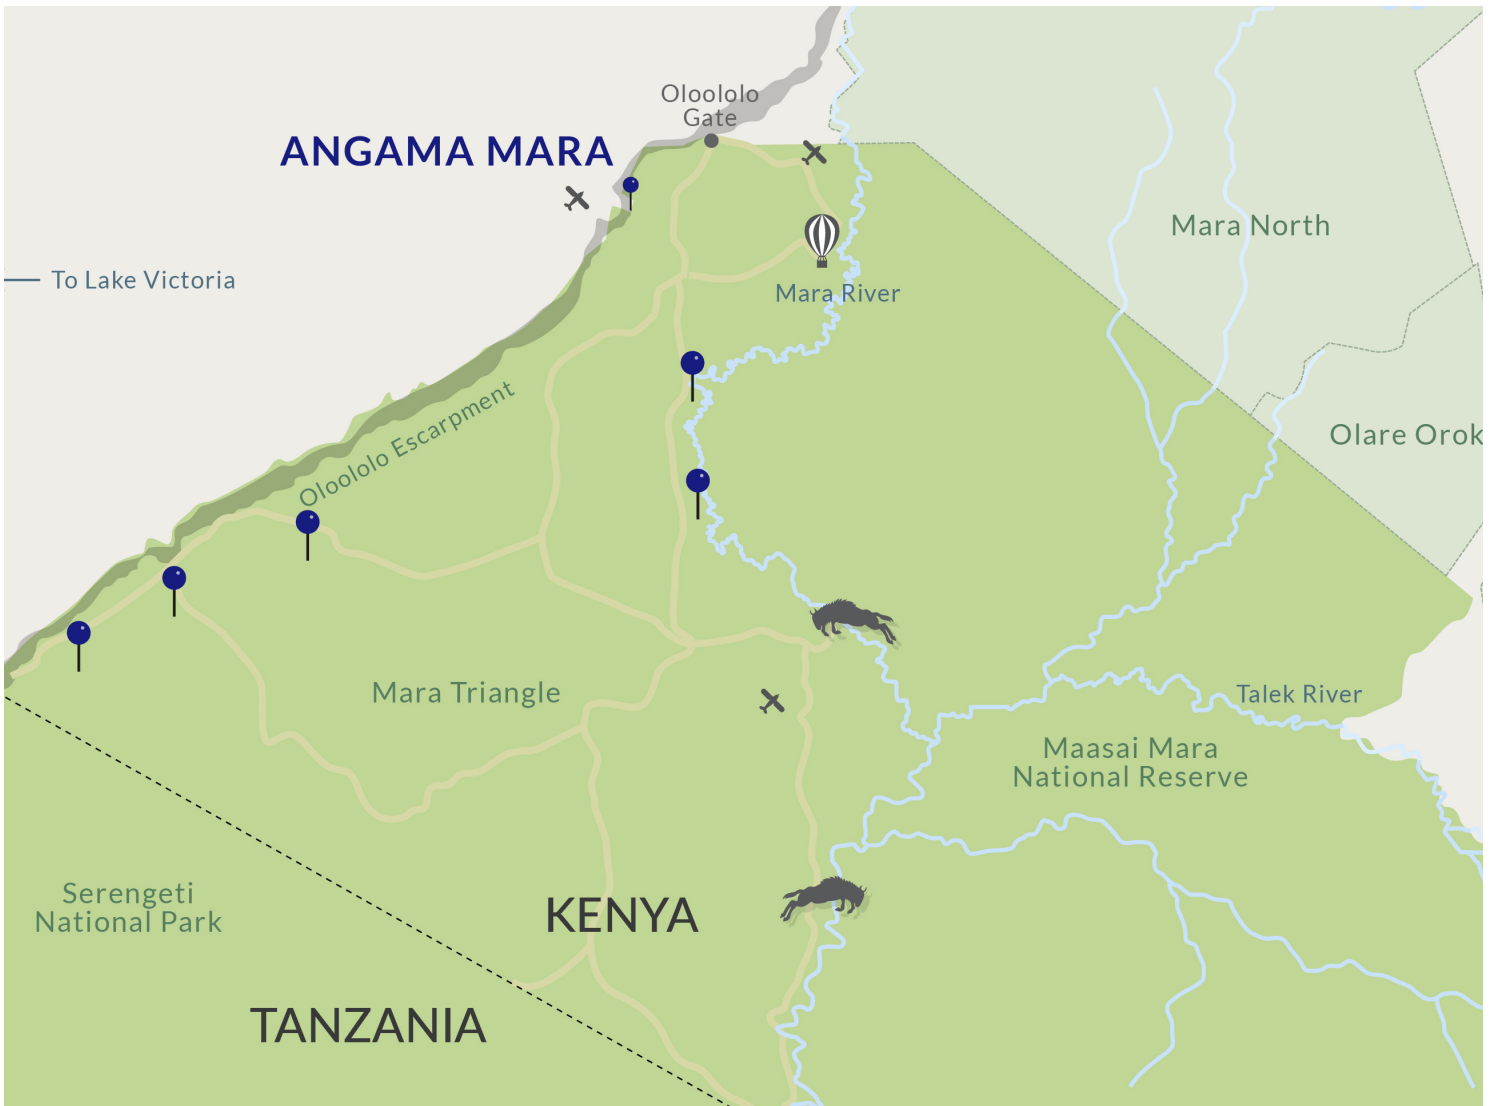 Oloololo
Gate
ANGAMA MARA
Mara North
To Lake Victoria
Mara River
Oloololo Escarpment
Olare Orok
Mara Triangle
Talek River
Maasai Mara
National Reserve
Serengeti
National Park
KENYA
TANZANIA